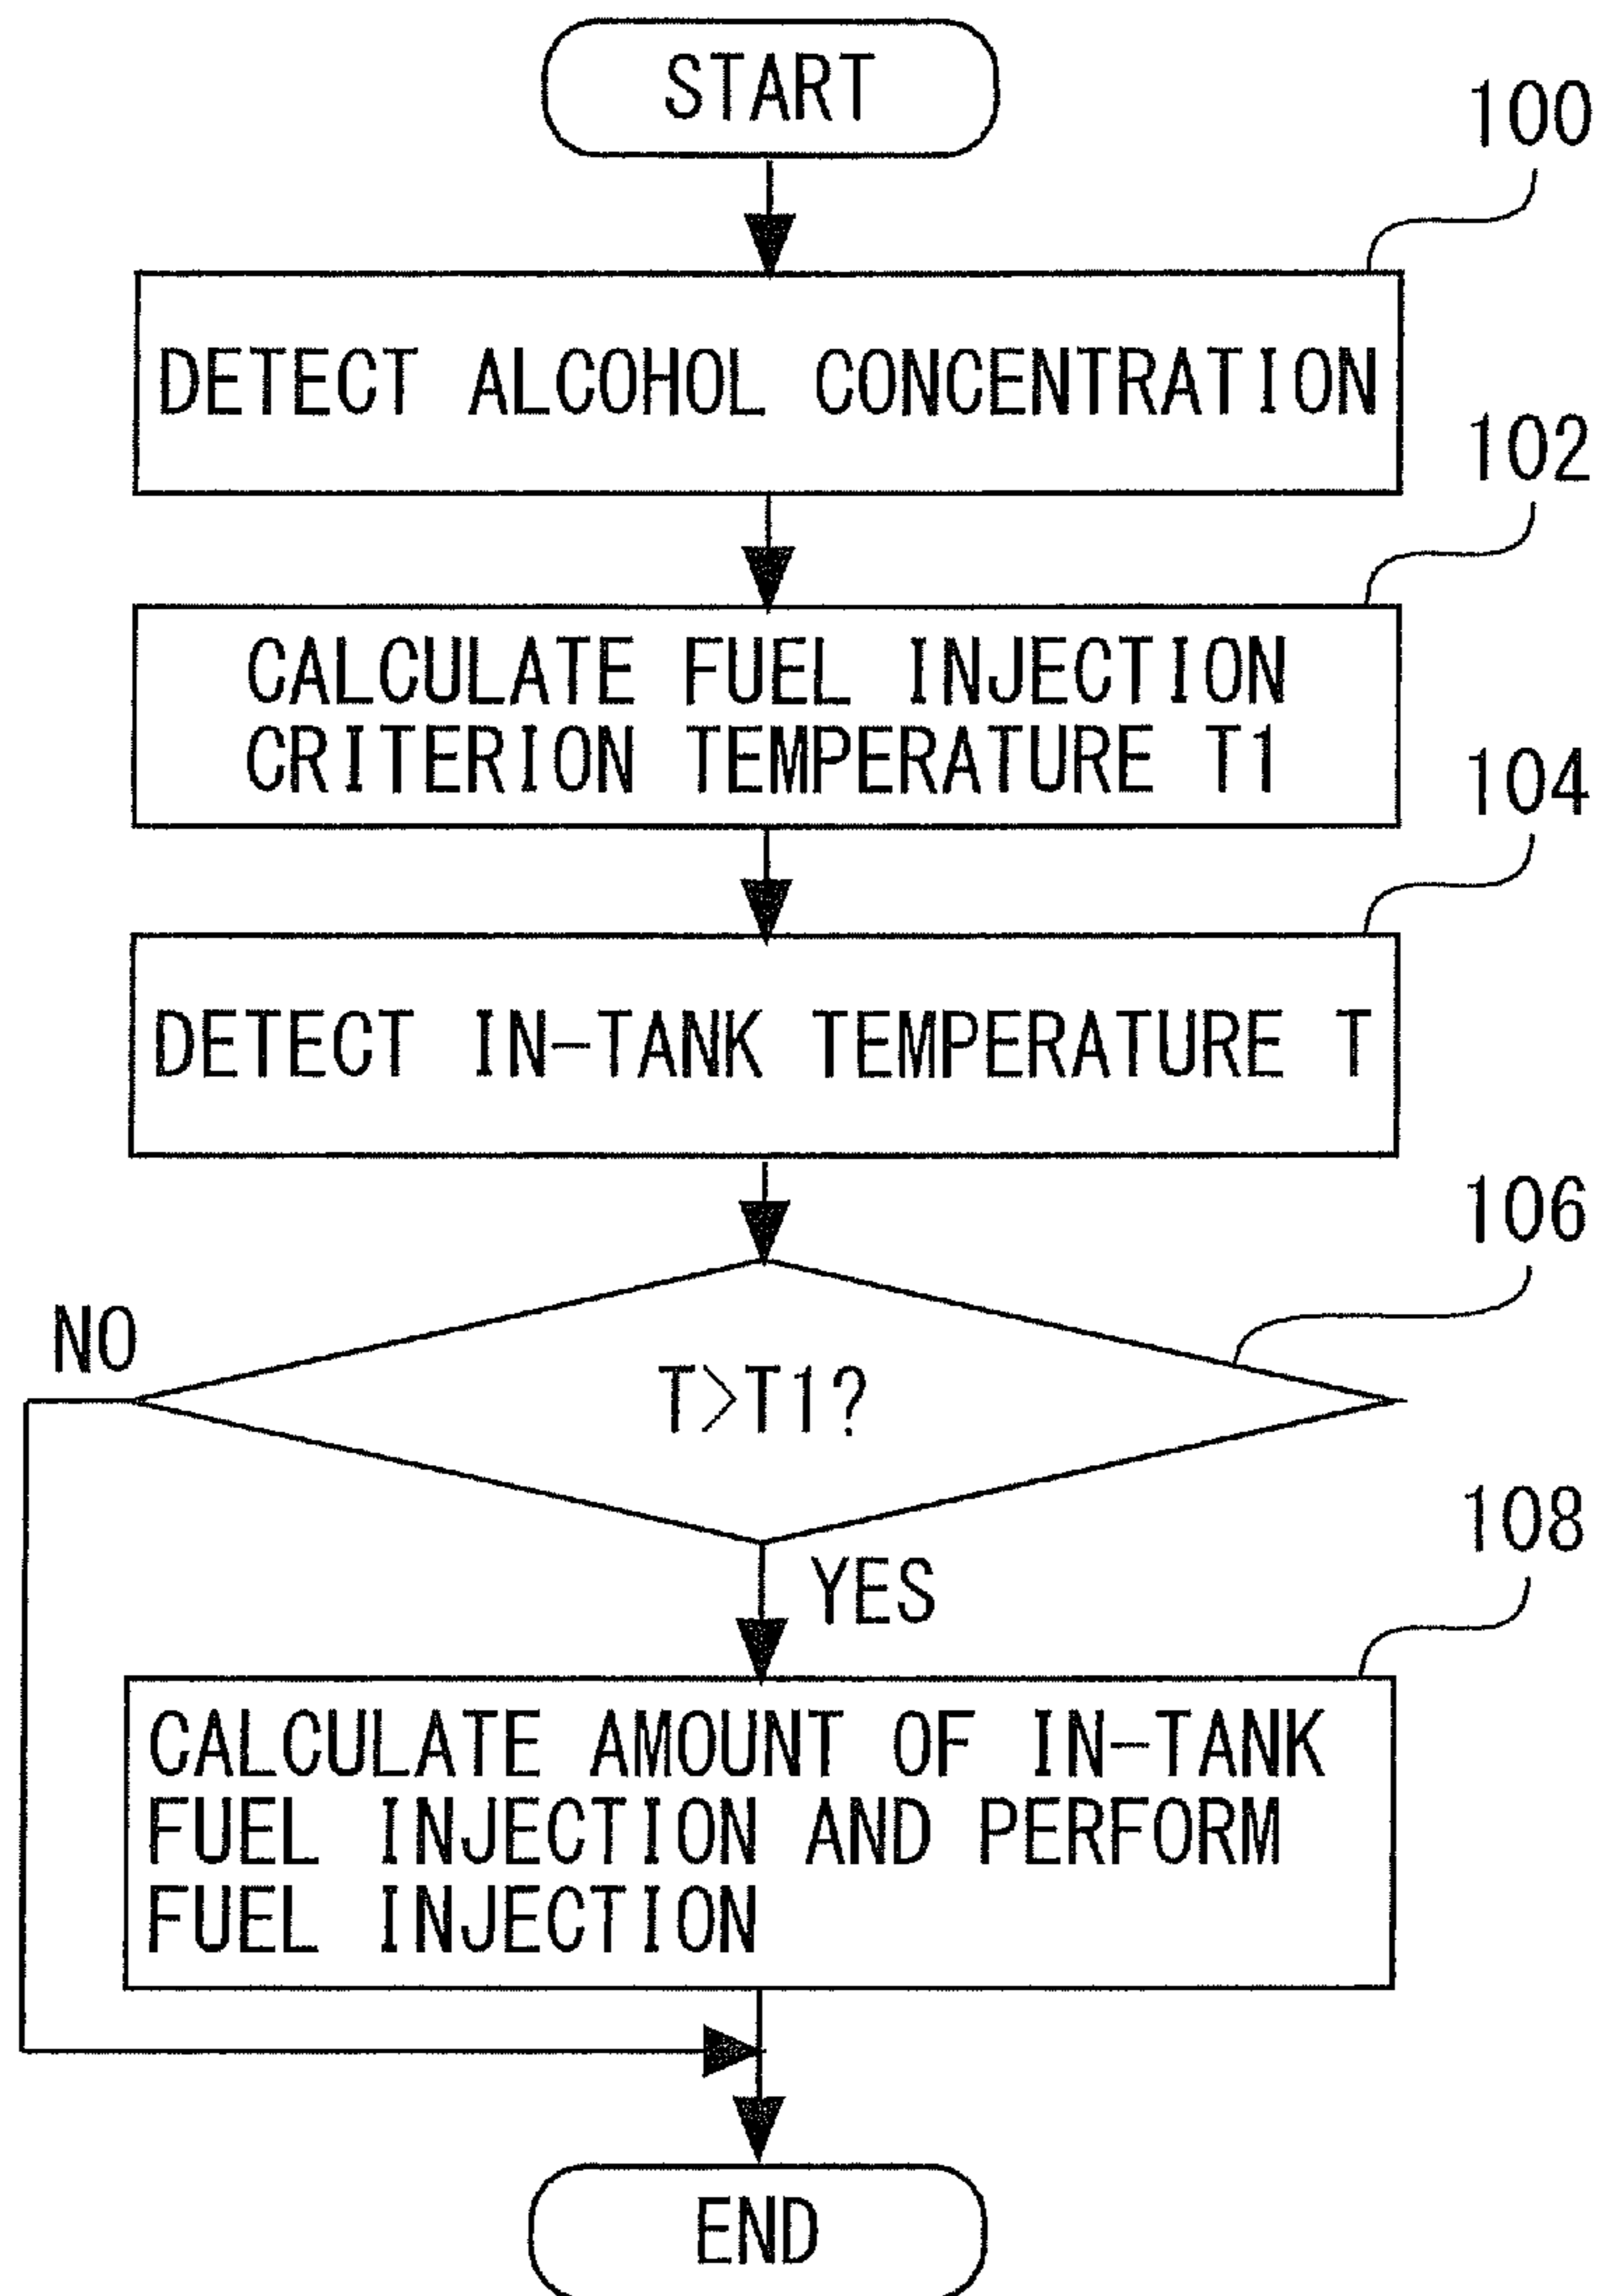 START
100
DETECT ALCOHOL CONCENTRATION
102
CALCULATE FUEL INJECTION
CRITERION TEMPERATURE T1
104
DETECT IN-TANK TEMPERATURE T
106
NO
T>T1?
108
YES
CALCULATE AMOUNT OF IN-TANK
FUEL INJECTION AND PERFORM
FUEL INJECTION
END